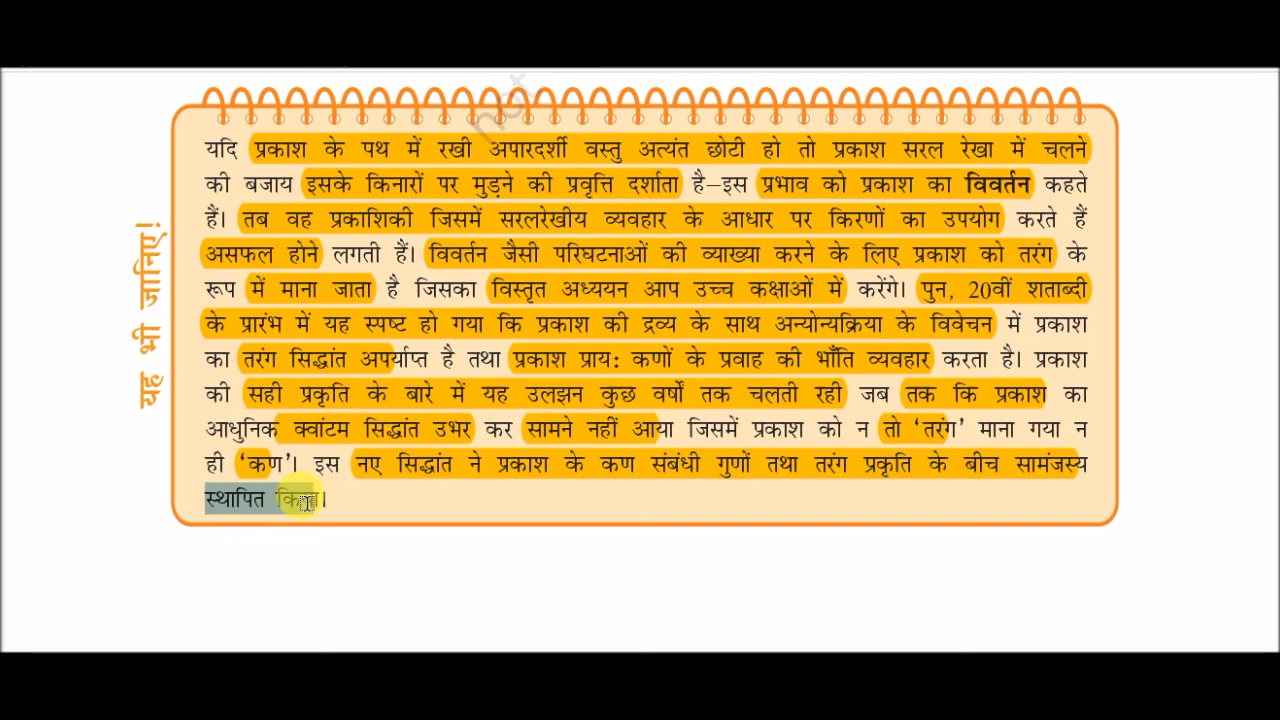 not
यह भी जानिए!
यदि प्रकाश के पथ में रखी अपारदर्शी वस्तु अत्यंत छोटी हो तो प्रकाश सरल रेखा में चलने
की बजाय इसके किनारों पर मुड़ने की प्रवृत्ति दर्शाता है–इस प्रभाव को प्रकाश का विवर्तन कहते
हैं। तब वह प्रकाशिकी जिसमें सरलरेखीय व्यवहार के आधार पर किरणों का उपयोग करते हैं
असफल होने लगती हैं। विवर्तन जैसी परिघटनाओं की व्याख्या करने के लिए प्रकाश को तरंग के
रूप में माना जाता है जिसका विस्तृत अध्ययन आप उच्च कक्षाओं में करेंगे। पुन, 20वीं शताब्दी
के प्रारंभ में यह स्पष्ट हो गया कि प्रकाश की द्रव्य के साथ अन्योन्यक्रिया के विवेचन में प्रकाश
का तरंग सिद्धांत अपर्याप्त है तथा प्रकाश प्राय: कणों के प्रवाह की भाँति व्यवहार करता है। प्रकाश
की सही प्रकृति के बारे में यह उलझन कुछ वर्षों तक चलती रही जब तक कि प्रकाश का
आधुनिक क्वांटम सिद्धांत उभर कर सामने नहीं आया जिसमें प्रकाश को न तो ‘तरंग’ माना गया न
ही ‘कण’। इस नए सिद्धांत ने प्रकाश के कण संबंधी गुणों तथा तरंग प्रकृति के बीच सामंजस्य
स्थापित किया।